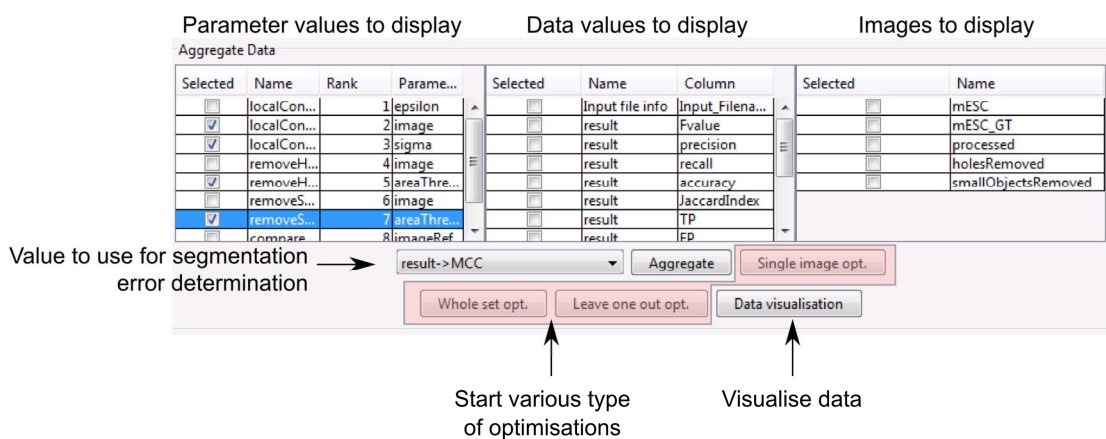 Parameter values to display Data values to display Images to display
Aggregate Data
Selected Name Rank Parame... Selected Name Column Selected Name
localCon... 1 epsilon Input file info Input_Filena... mESC
localCon... 2 image result Fvalue mESC_GT
localCon... 3 sigma result precision processed
removeH... 4 image result recall holesRemoved
removeH... 5 areaThre... result accuracy smallObjectsRemoved
removeS... 6 image result JaccardIndex
removeS... 7 areaThre... result TP
compare 8 imageRef result FP
Value to use for segmentation
error determination
result->MCC Aggregate Single image opt.
Whole set opt. Leave one out opt. Data visualisation
Start various type
of optimisations
Visualise data